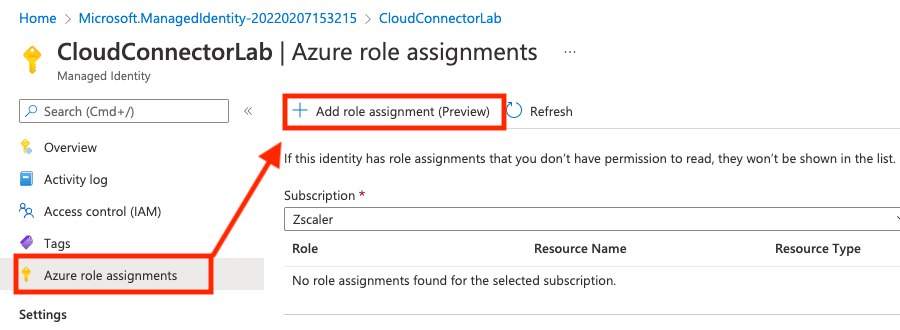 Home > Microsoft.ManagedIdentity-20220207153215 > CloudConnectorLab
CloudConnectorLab | Azure role assignments ...
Managed Identity
Search (Cmd+/) «
+ Add role assignment (Preview) Refresh
Overview
Activity log
Access control (IAM)
Tags
Azure role assignments
Settings
If this identity has role assignments that you don't have permission to read, they won't be shown in the list.
Subscription *
Zscaler
Role Resource Name Resource Type
No role assignments found for the selected subscription.